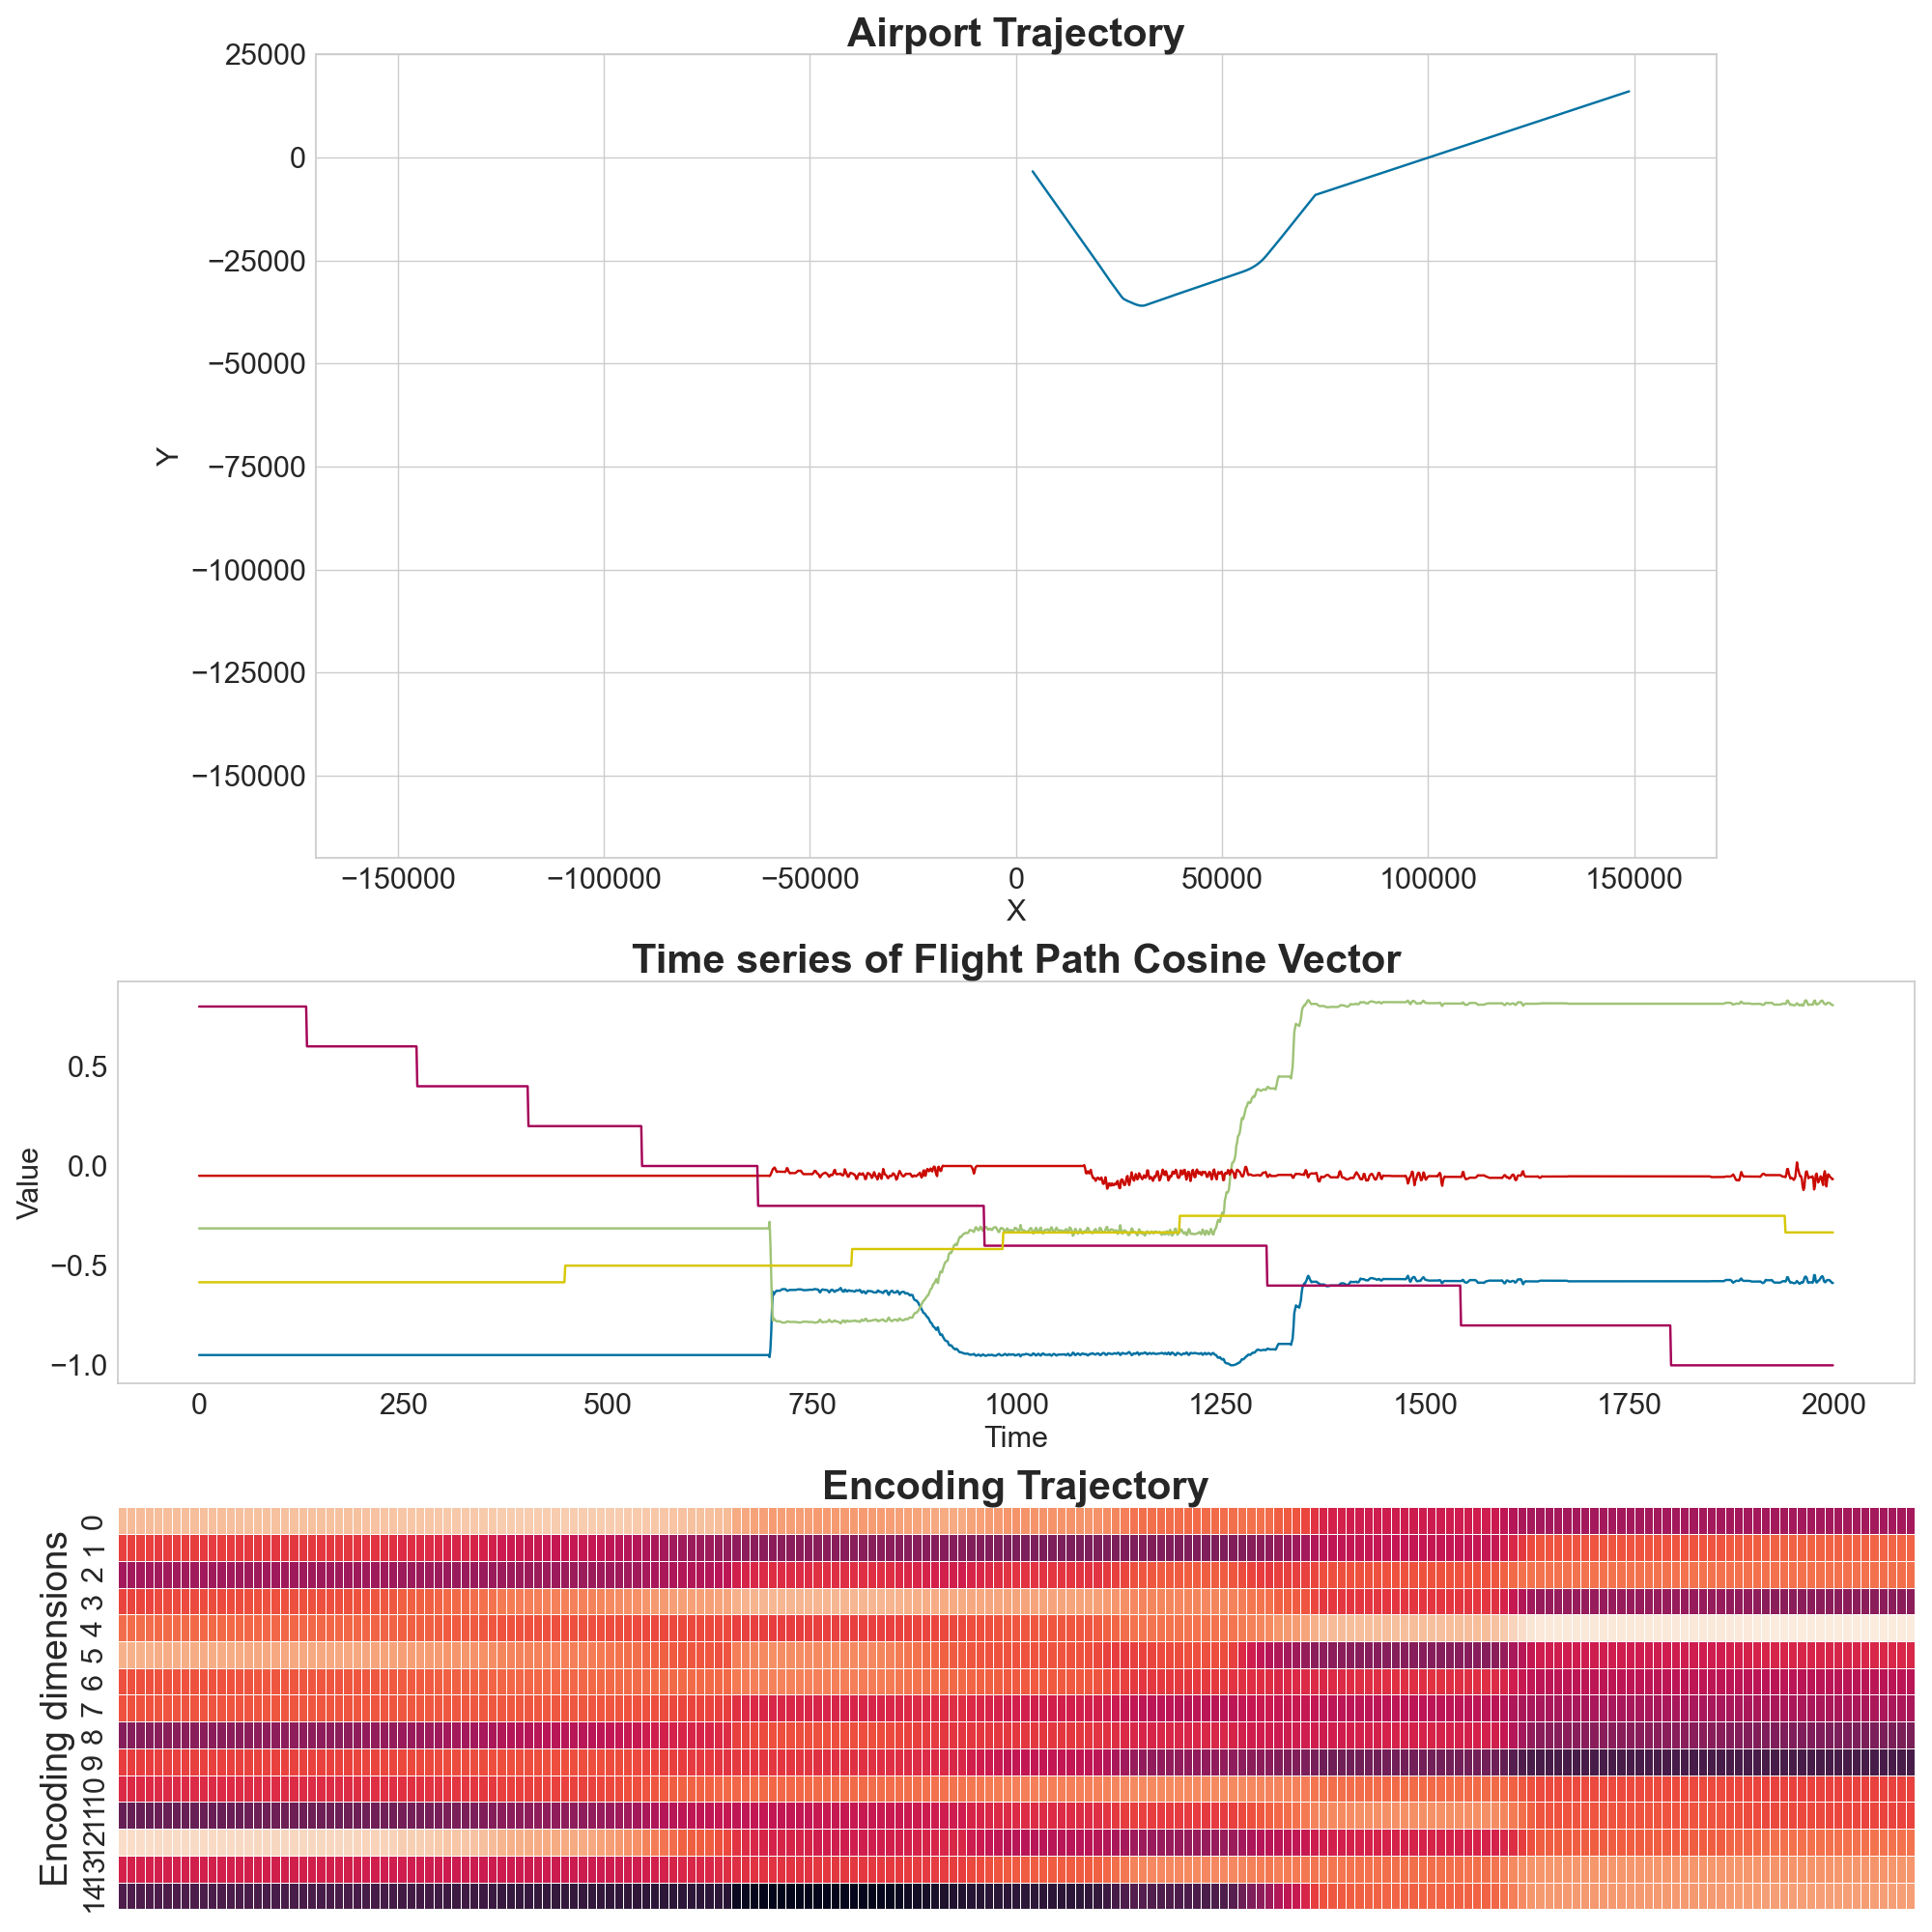 Airport Trajectory
25000
0
−25000
−50000
−75000
−100000
−125000
−150000
Y
−150000 −100000 −50000 0 50000 100000 150000
X
Time series of Flight Path Cosine Vector
0.5
0.0
−0.5
−1.0
Value
0 250 500 750 1000 1250 1500 1750 2000
Time
Encoding Trajectory
Encoding dimensions
0
1
2
3
4
5
6
7
8
9
10
11
12
13
14